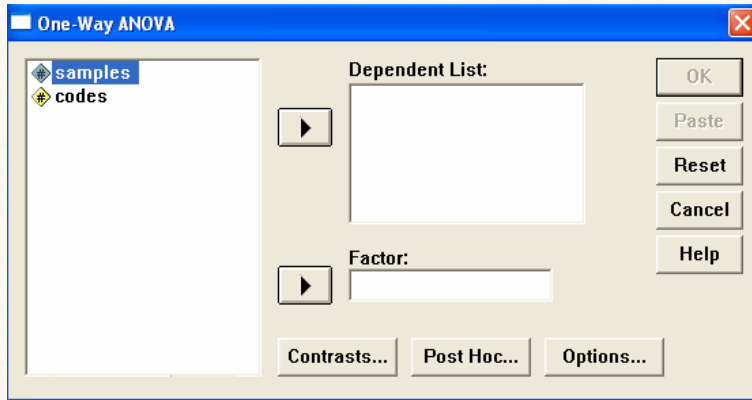 One-Way ANOVA
# samples
# codes
Dependent List:
Factor:
OK
Paste
Reset
Cancel
Help
Contrasts...
Post Hoc...
Options...